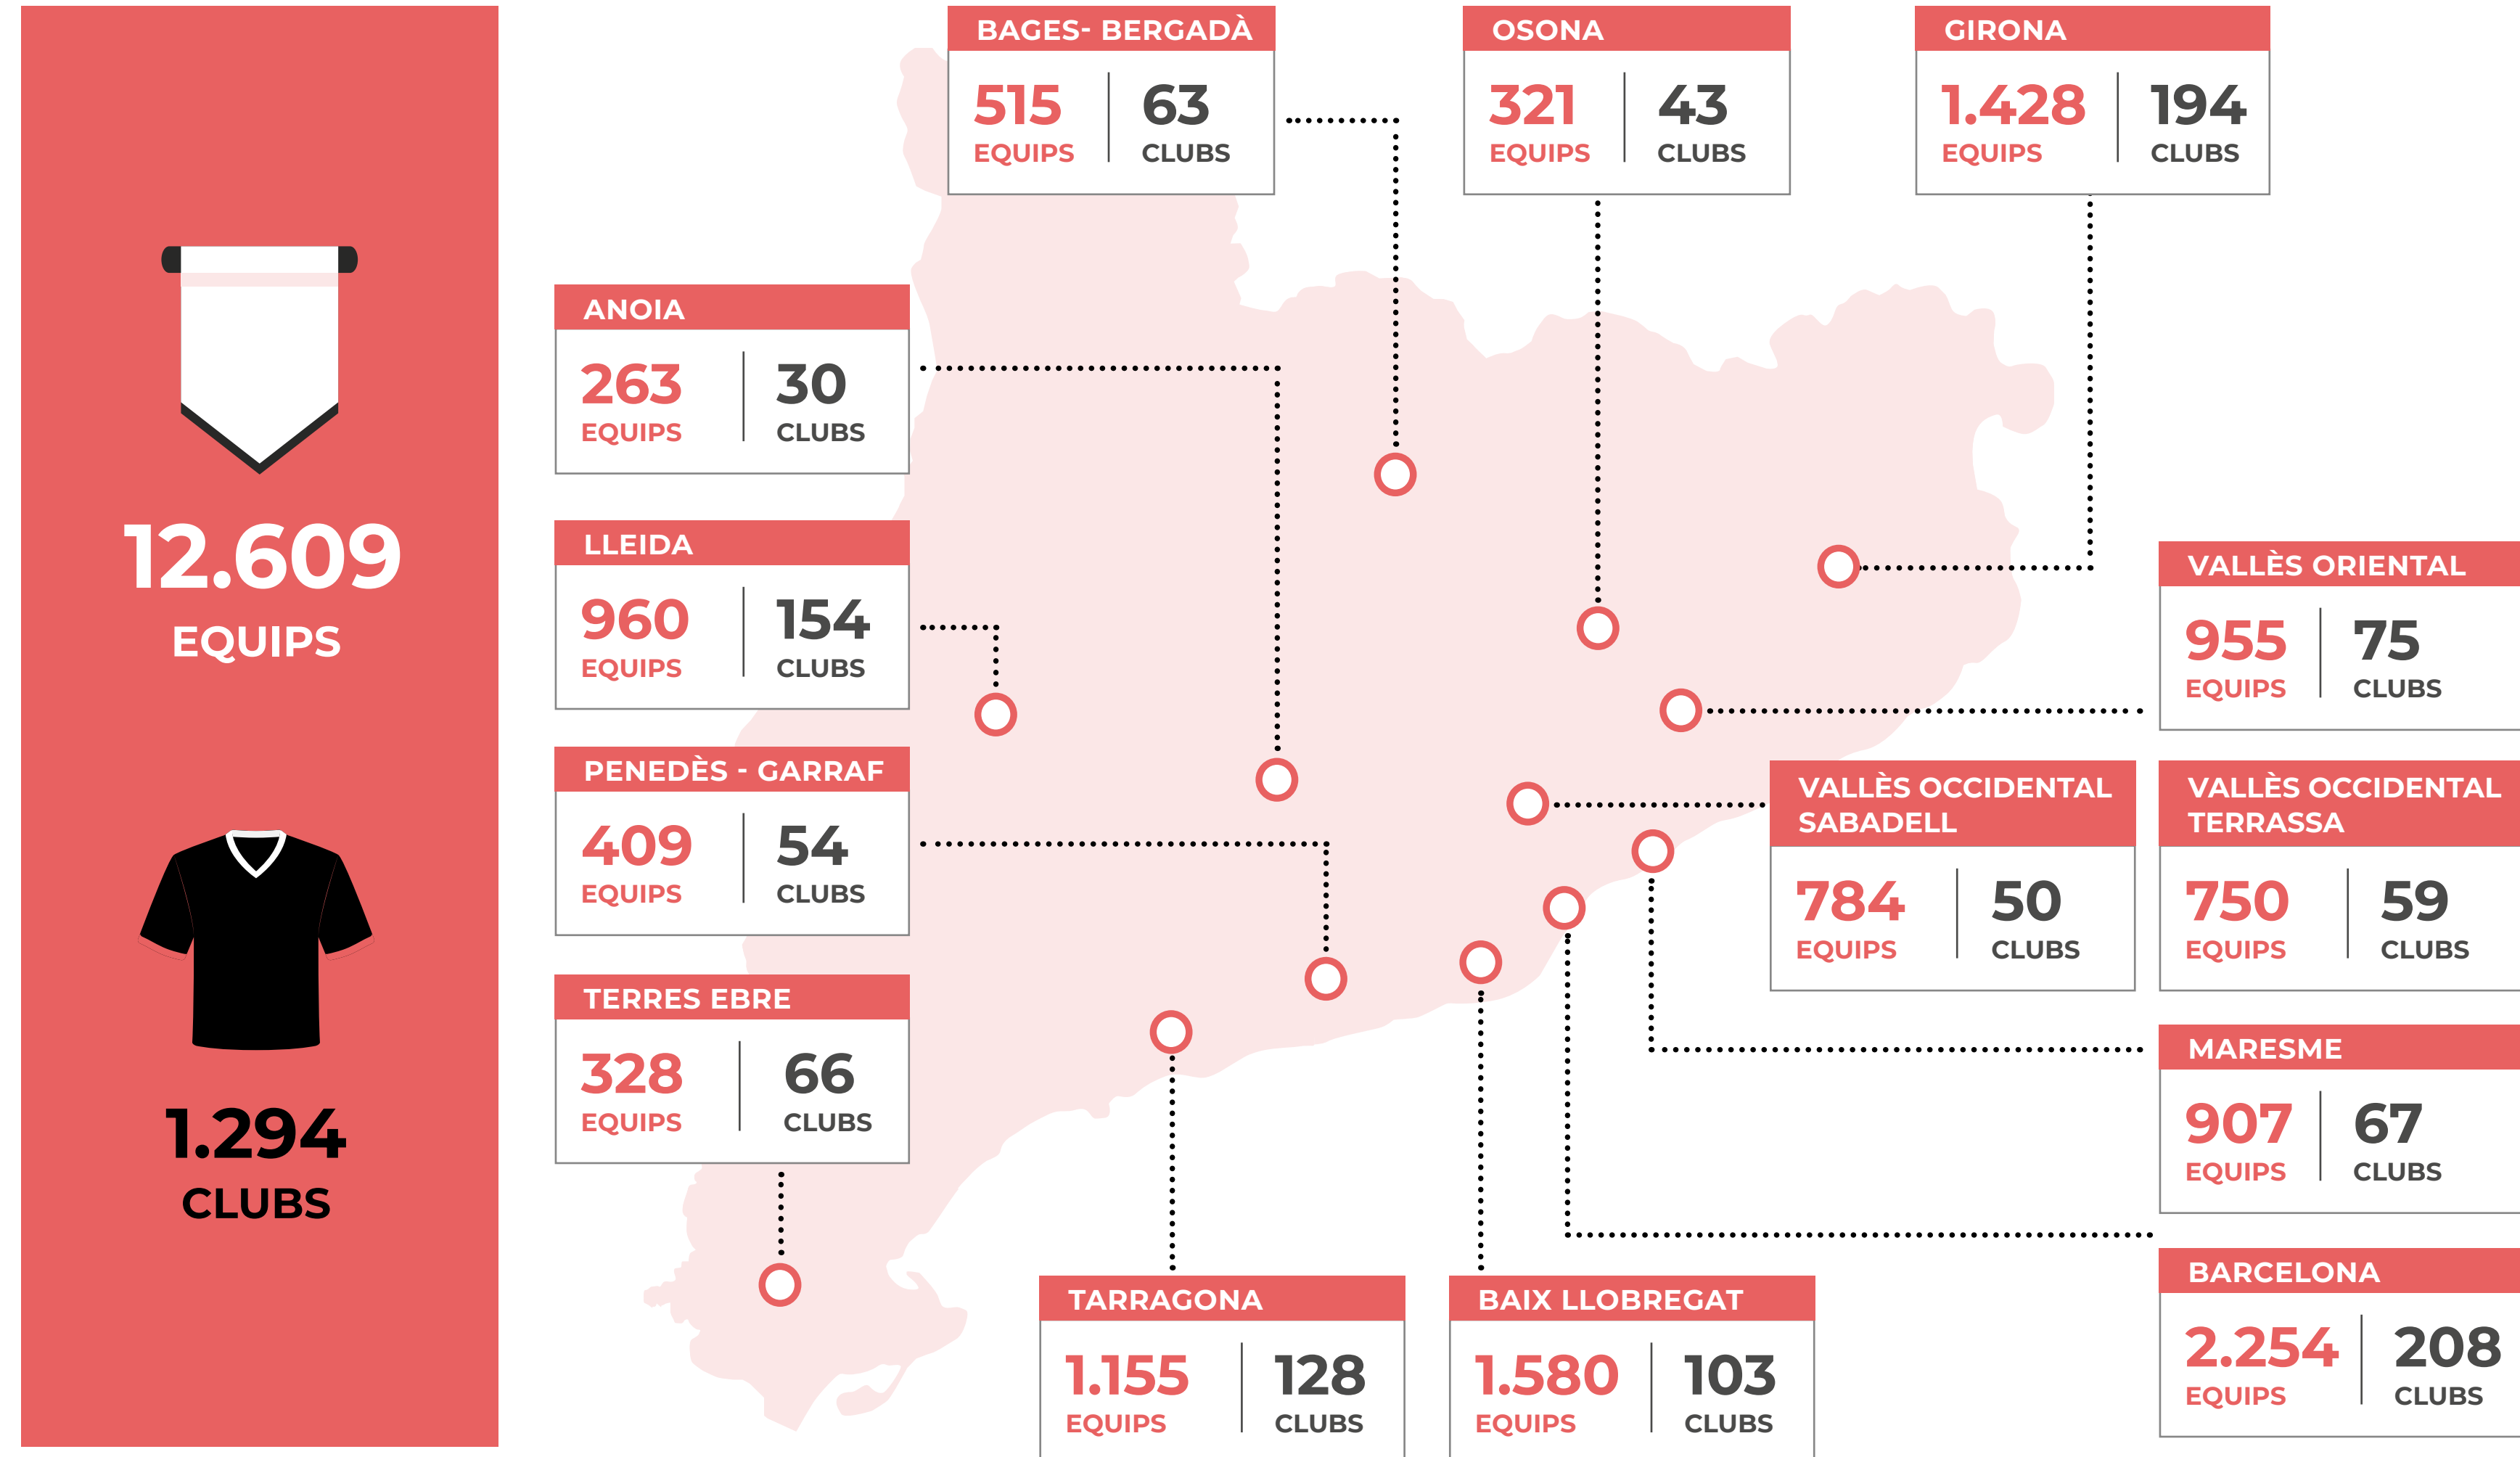 12.609
EQUIPS
1.294
CLUBS
BAGES- BERGADÀ
515 63
EQUIPS CLUBS
OSONA
321 43
EQUIPS CLUBS
GIRONA
1.428 194
EQUIPS CLUBS
ANOIA
263 30
EQUIPS CLUBS
LLEIDA
960 154
EQUIPS CLUBS
PENEDÈS - GARRAF
409 54
EQUIPS CLUBS
TERRES EBRE
328 66
EQUIPS CLUBS
VALLÈS ORIENTAL
955 75
EQUIPS CLUBS
VALLÈS OCCIDENTAL
SABADELL
784 50
EQUIPS CLUBS
VALLÈS OCCIDENTAL
TERRASSA
750 59
EQUIPS CLUBS
MARESME
907 67
EQUIPS CLUBS
TARRAGONA
1.155 128
EQUIPS CLUBS
BAIX LLOBREGAT
1.580 103
EQUIPS CLUBS
BARCELONA
2.254 208
EQUIPS CLUBS